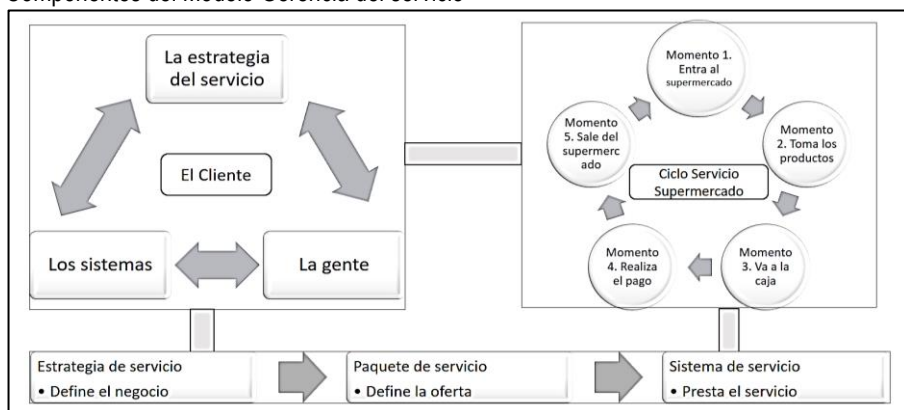 Componentes del Modelo Gerencia del servicio
La estrategia
del servicio
El Cliente
Los sistemas
La gente
Momento 1.
Entra al
supermercado
Momento
2. Toma los
productos
Momento
3. Va a la
caja
Momento
4. Realiza
el pago
Momento
5. Sale del
supermerc
ado
Ciclo Servicio
Supermercado
Estrategia de servicio
• Define el negocio
Paquete de servicio
• Define la oferta
Sistema de servicio
• Presta el servicio